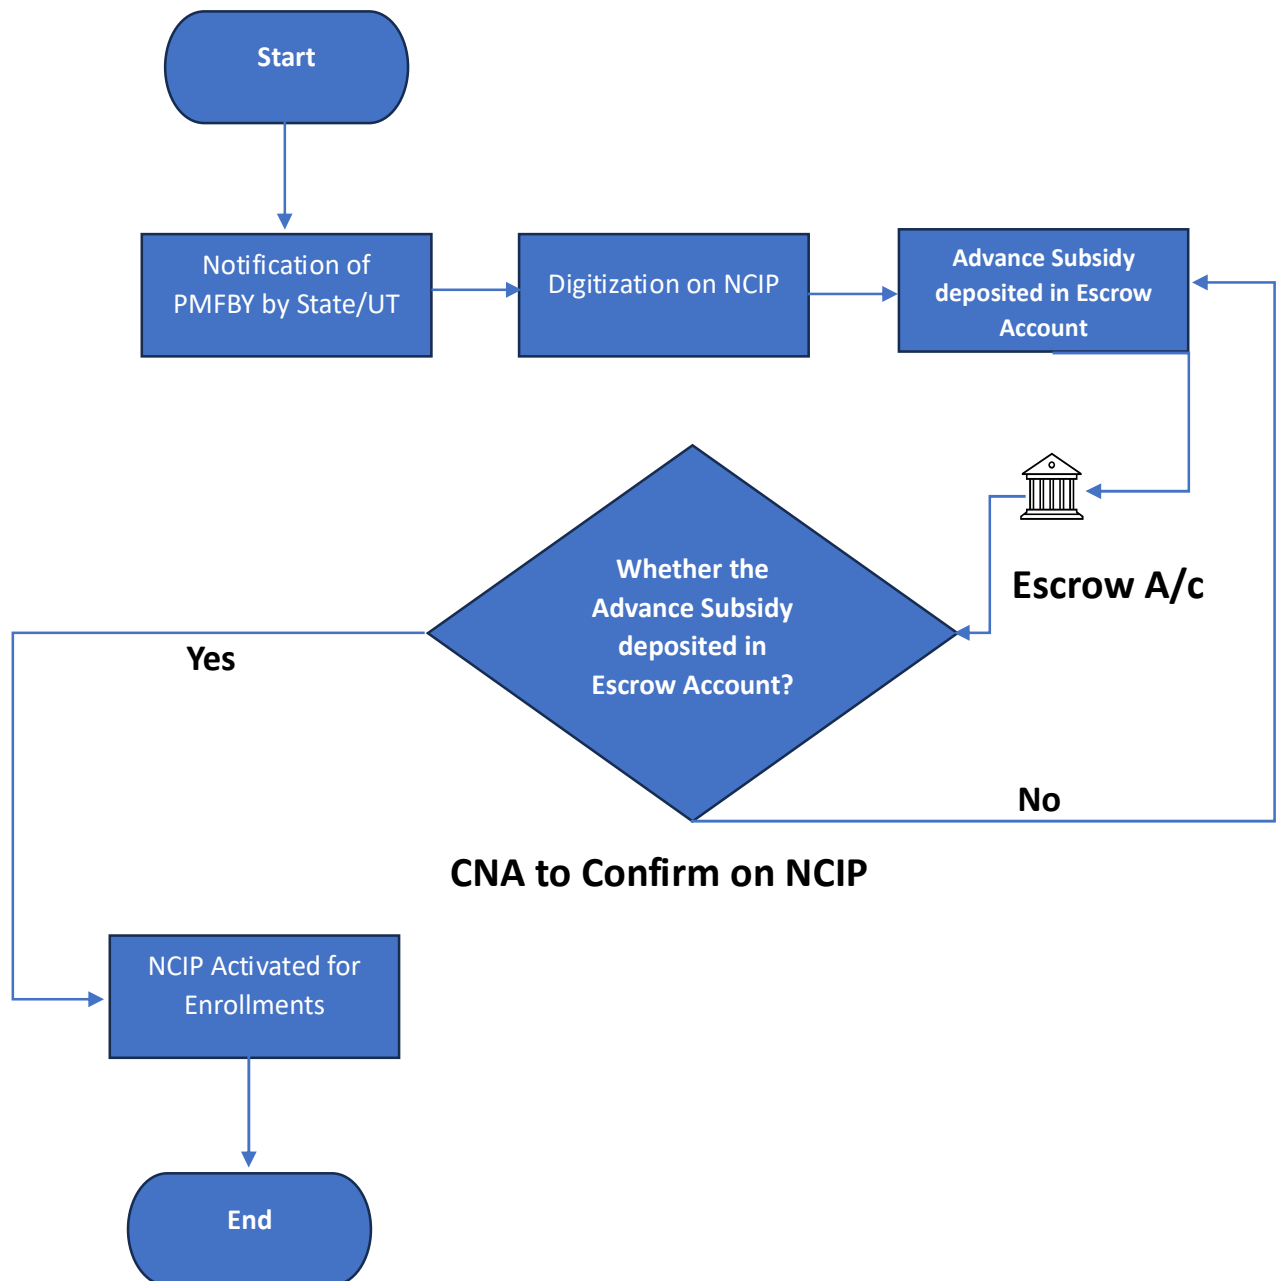 Start
Notification of
PMFBY by State/UT
Digitization on NCIP
Advance Subsidy
deposited in Escrow
Account
Escrow A/c
Whether the
Advance Subsidy
deposited in
Escrow Account?
Yes
No
CNA to Confirm on NCIP
NCIP Activated for
Enrollments
End